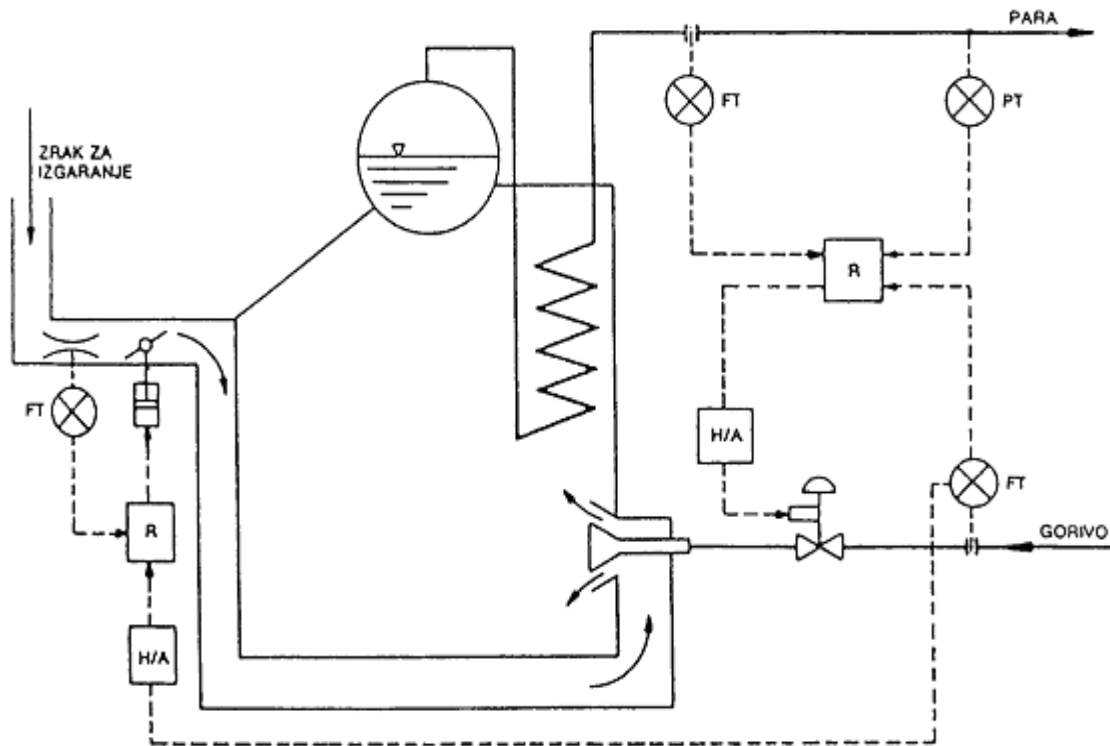 PARA
FT
PT
ZRAK ZA
IZGARANJE
R
FT
H/A
FT
R
GORIVO
H/A